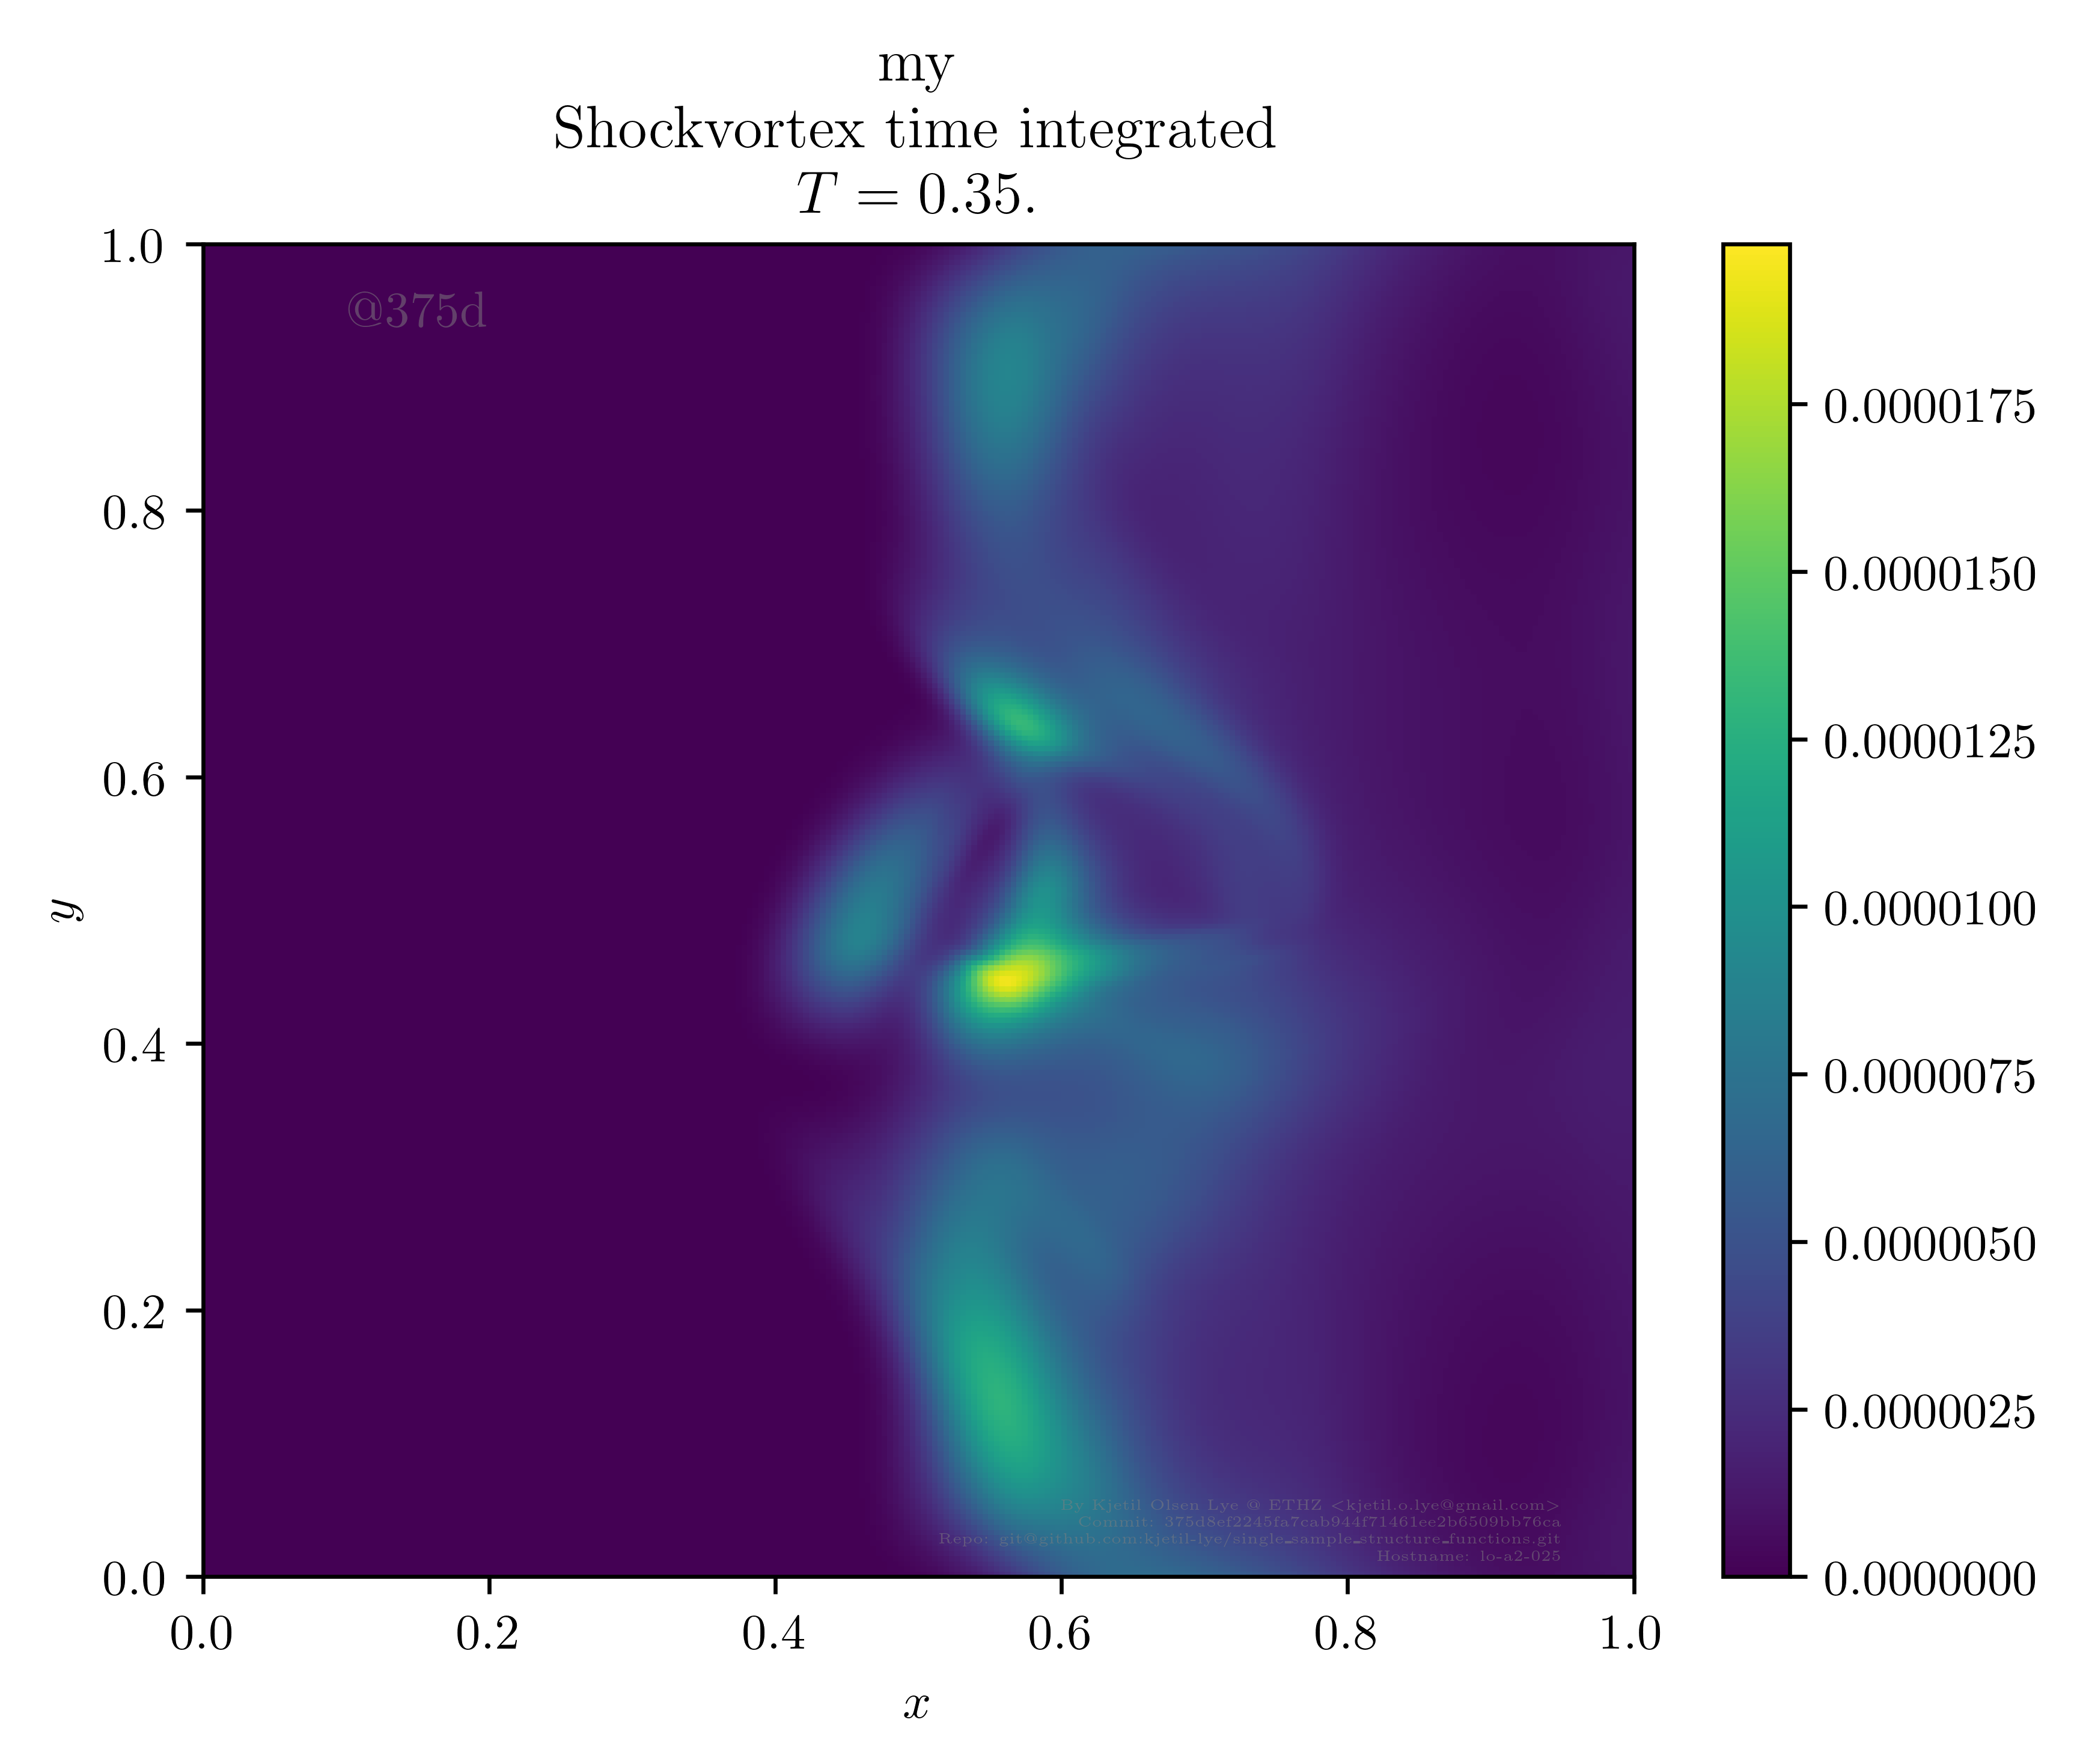 my
Shockvortex time integrated
T = 0.35.
1.0
0.8
0.6
0.4
0.2
0.0
y
0.0 0.2 0.4 0.6 0.8 1.0
x
@375d
By Kjetil Olsen Lye @ ETHZ <kjetil.o.lye@gmail.com>
Commit: 375d8ef2245fa7cab944f71461ee2b6509bb76ca
Repo: git@github.com:kjetil-lye/single_sample_structure_functions.git
Hostname: lo-a2-025
0.0000175
0.0000150
0.0000125
0.0000100
0.0000075
0.0000050
0.0000025
0.0000000